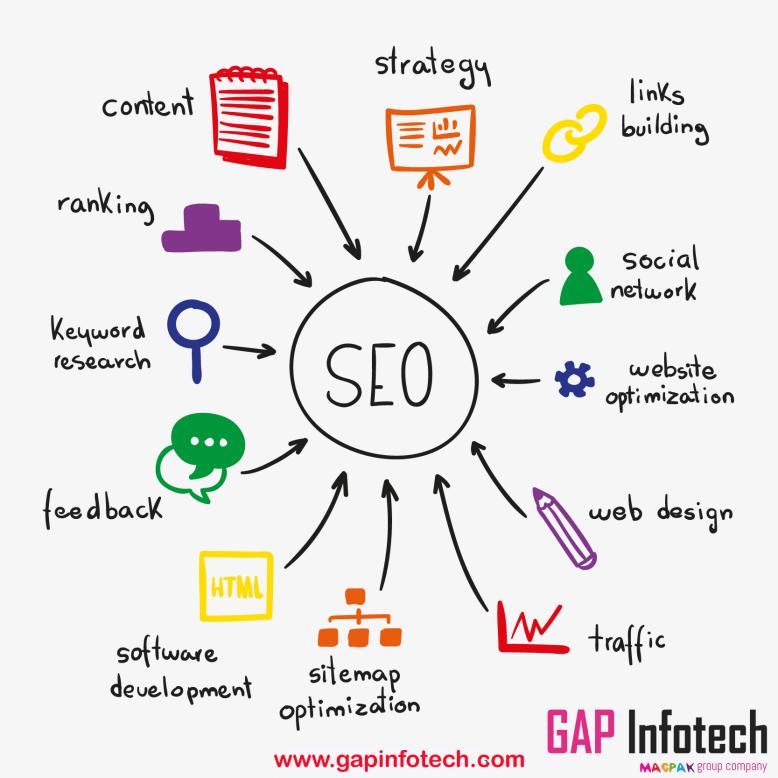 strategy
content
links
building
ranking
social
network
Keyword
research
SEO
website
optimization
feedback
web design
HTML
software
development
sitemap
optimization
traffic
GAP Infotech
MAGPAK group company
www.gapinfotech.com